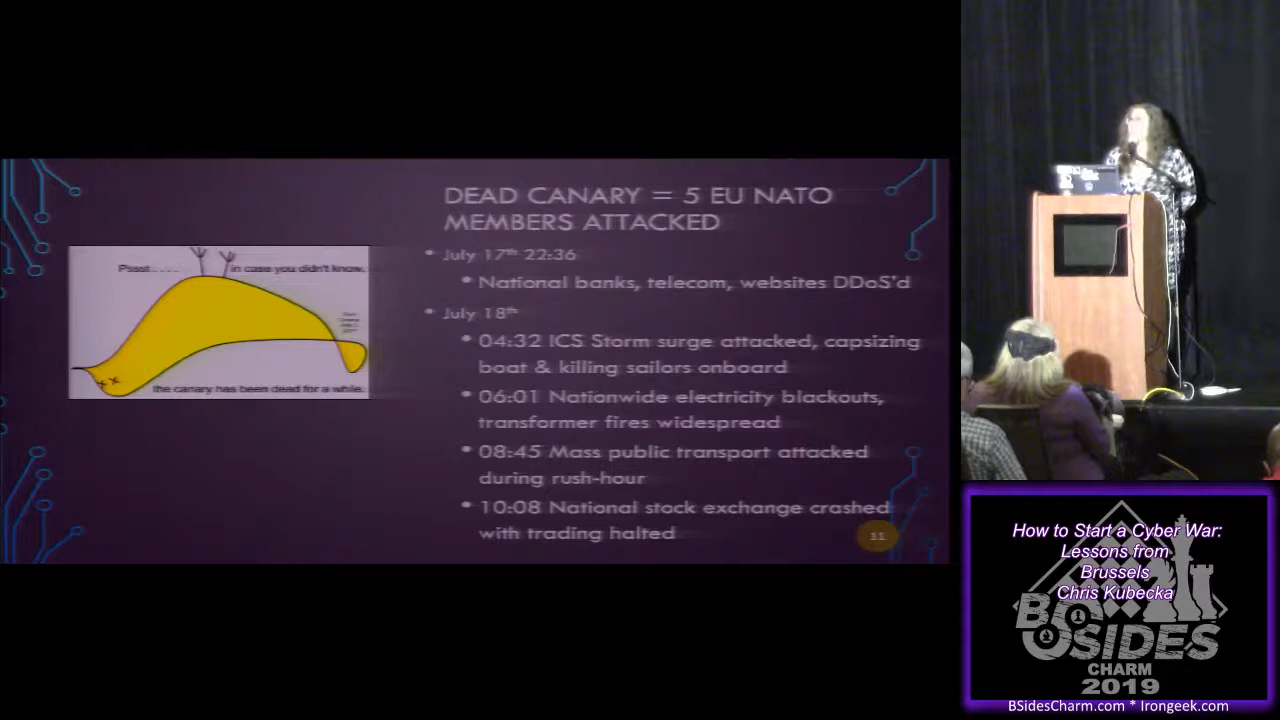 DEAD CANARY = 5 EU NATO
MEMBERS ATTACKED
Pssst....
in case you didn't know.
the canary has been dead for a while.
• July 17th 22:36
• National banks, telecom, websites DDoS'd
• July 18th
• 04:32 ICS Storm surge attacked, capsizing
boat & killing sailors onboard
• 06:01 Nationwide electricity blackouts,
transformer fires widespread
• 08:45 Mass public transport attacked
during rush-hour
• 10:08 National stock exchange crashed
with trading halted
11
How to Start a Cyber War:
Lessons from
Brussels
Chris Kubecka
BSIDES
CHARM
2019
BSidesCharm.com * Irongeek.com